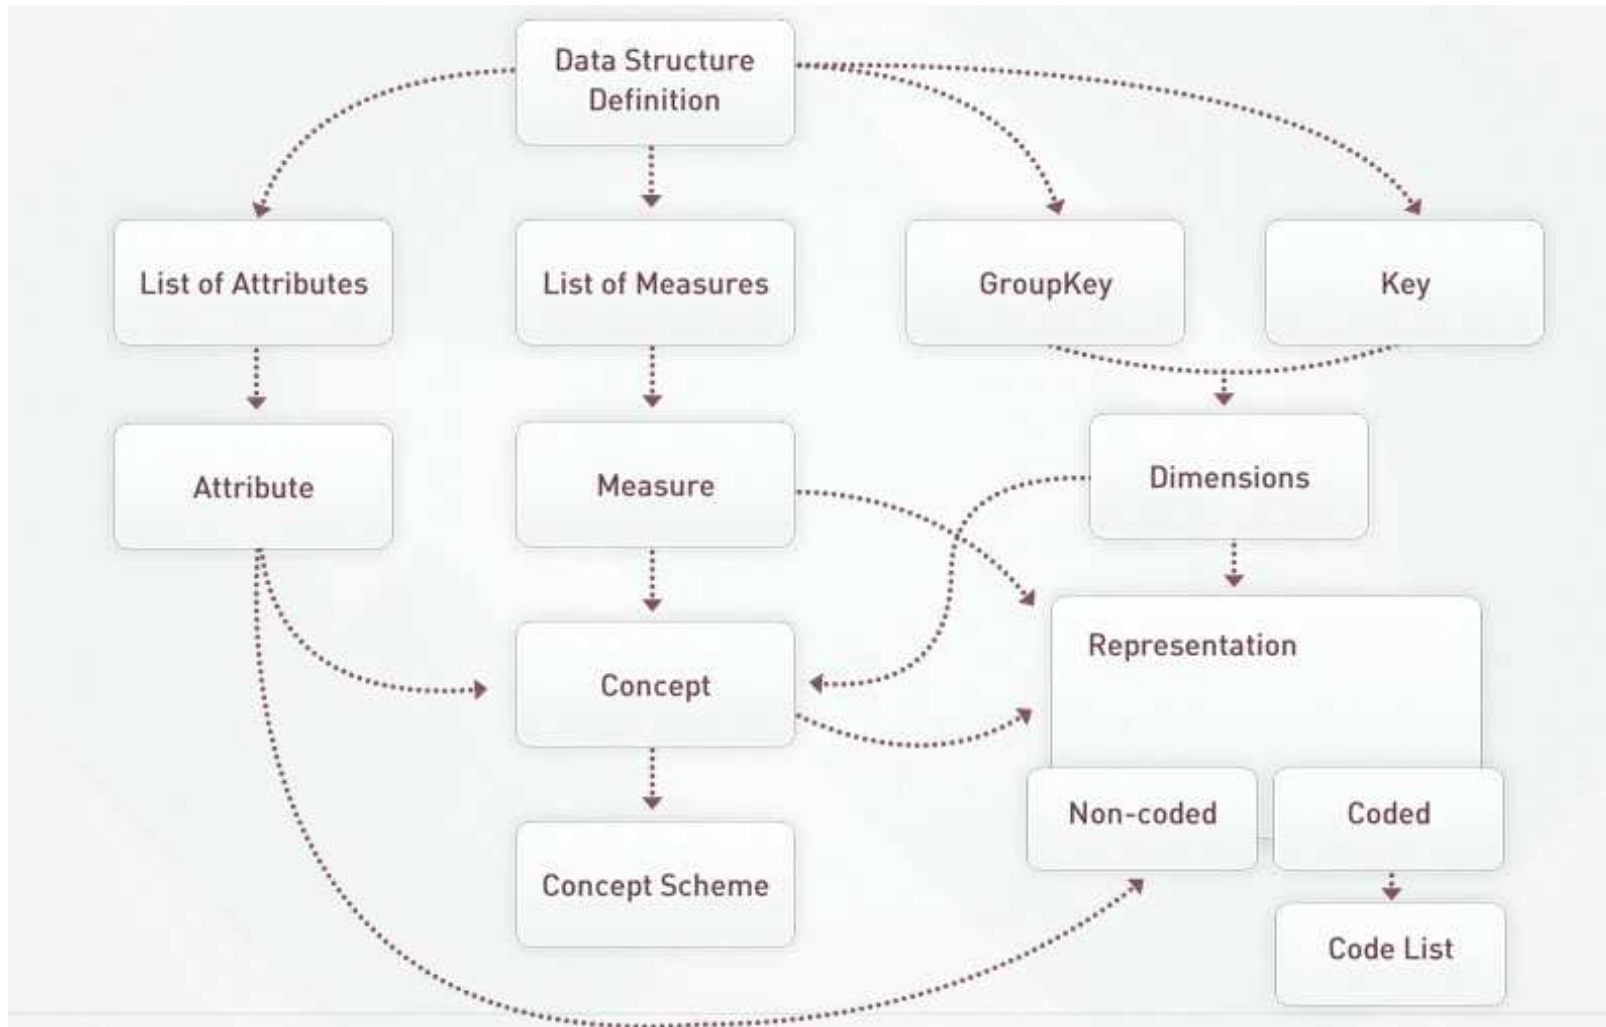 Data Structure
Definition
List of Attributes
List of Measures
GroupKey
Key
Attribute
Measure
Dimensions
Concept
Representation
Non-coded
Coded
Concept Scheme
Code List